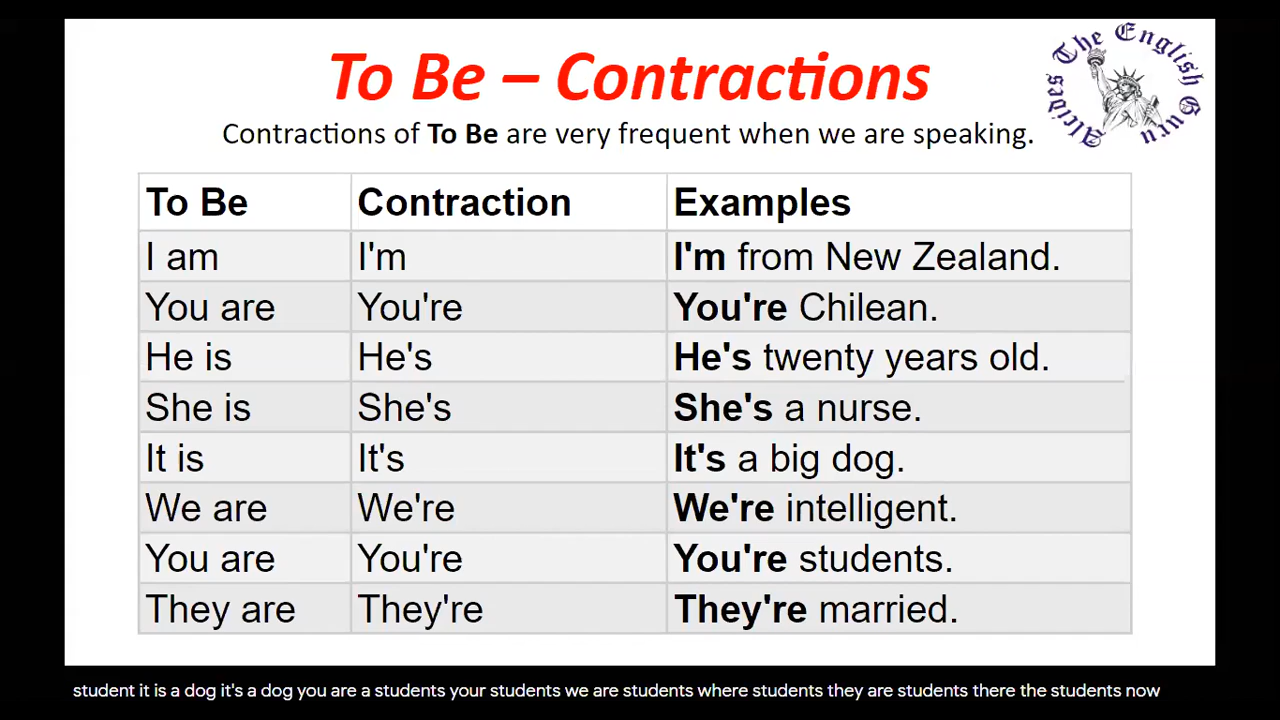 To Be – Contractions
Alcides The English Guru
Contractions of To Be are very frequent when we are speaking.
To Be Contraction Examples
I am I'm I'm from New Zealand.
You are You're You're Chilean.
He is He's He's twenty years old.
She is She's She's a nurse.
It is It's It's a big dog.
We are We're We're intelligent.
You are You're You're students.
They are They're They're married.
student it is a dog it's a dog you are a students your students we are students where students they are students there the students now